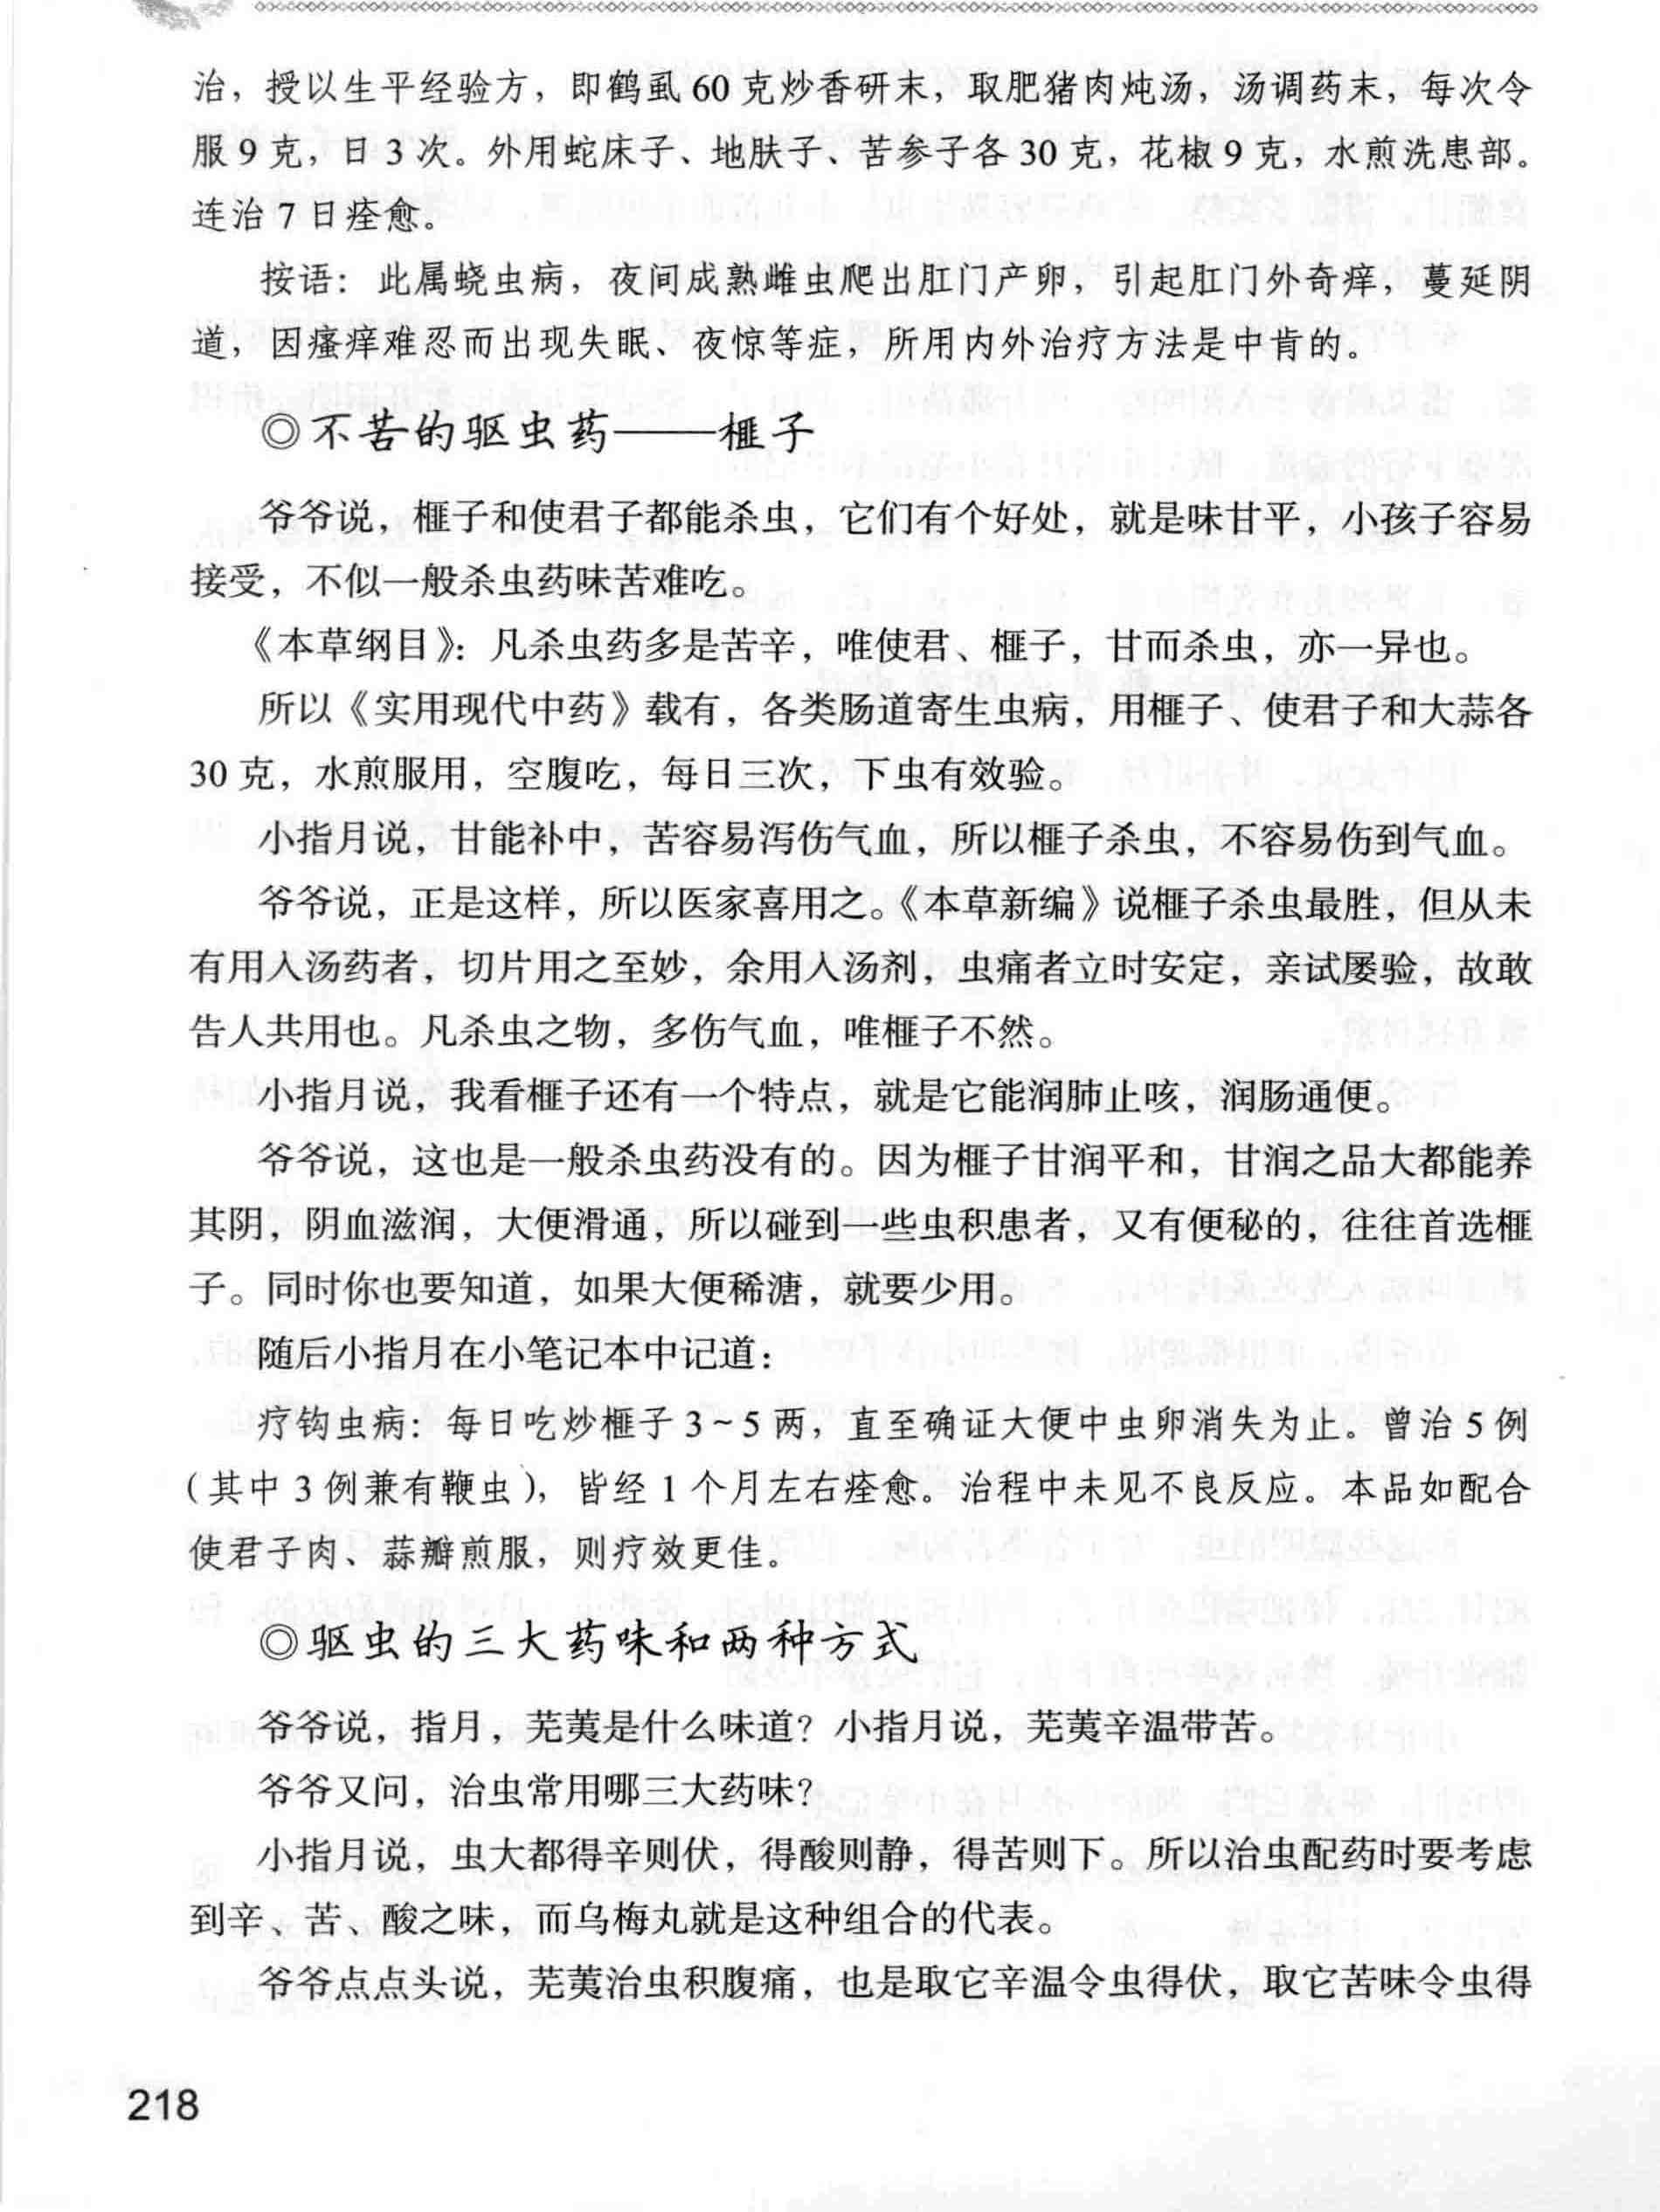 治，授以生平经验方，即鹤虱 60 克炒香研末，取肥猪肉炖汤，汤调药末，每次令
服 9 克，日 3 次。外用蛇床子、地肤子、苦参子各 30 克，花椒 9 克，水煎洗患部。
连治 7 日痊愈。
按语：此属蛲虫病，夜间成熟雌虫爬出肛门产卵，引起肛门外奇痒，蔓延阴
道，因瘙痒难忍而出现失眠、夜惊等症，所用内外治疗方法是中肯的。
◎不苦的驱虫药——榧子
爷爷说，榧子和使君子都能杀虫，它们有个好处，就是味甘平，小孩子容易
接受，不似一般杀虫药味苦难吃。
《本草纲目》：凡杀虫药多是苦辛，唯使君、榧子，甘而杀虫，亦一异也。
所以《实用现代中药》载有，各类肠道寄生虫病，用榧子、使君子和大蒜各
30 克，水煎服用，空腹吃，每日三次，下虫有效验。
小指月说，甘能补中，苦容易泻伤气血，所以榧子杀虫，不容易伤到气血。
爷爷说，正是这样，所以医家喜用之。《本草新编》说榧子杀虫最胜，但从未
有用入汤药者，切片用之至妙，余用入汤剂，虫痛者立时安定，亲试屡验，故敢
告人共用也。凡杀虫之物，多伤气血，唯榧子不然。
小指月说，我看榧子还有一个特点，就是它能润肺止咳，润肠通便。
爷爷说，这也是一般杀虫药没有的。因为榧子甘润平和，甘润之品大都能养
其阴，阴血滋润，大便滑通，所以碰到一些虫积患者，又有便秘的，往往首选榧
子。同时你也要知道，如果大便稀溏，就要少用。
随后小指月在小笔记本中记道：
疗钩虫病：每日吃炒榧子 3～5 两，直至确证大便中虫卵消失为止。曾治 5 例
（其中 3 例兼有鞭虫），皆经 1 个月左右痊愈。治程中未见不良反应。本品如配合
使君子肉、蒜瓣煎服，则疗效更佳。
◎驱虫的三大药味和两种方式
爷爷说，指月，芜荑是什么味道？小指月说，芜荑辛温带苦。
爷爷又问，治虫常用哪三大药味？
小指月说，虫大都得辛则伏，得酸则静，得苦则下。所以治虫配药时要考虑
到辛、苦、酸之味，而乌梅丸就是这种组合的代表。
爷爷点点头说，芜荑治虫积腹痛，也是取它辛温令虫得伏，取它苦味令虫得
218